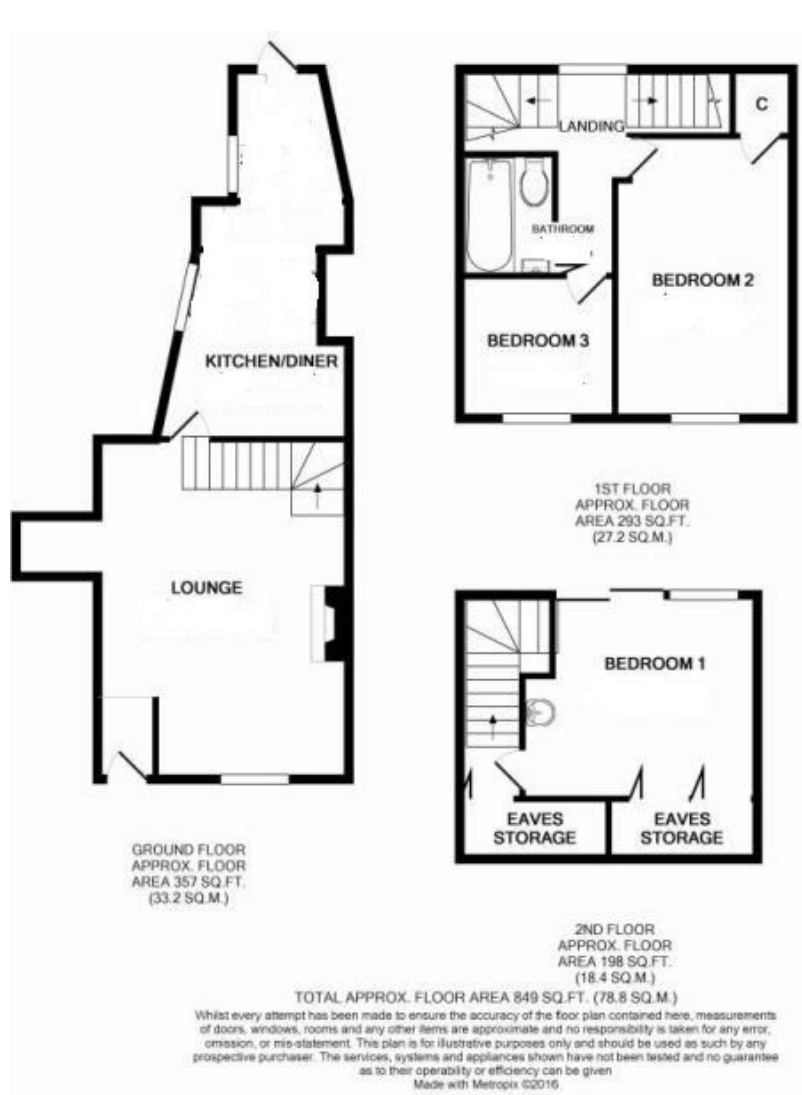 KITCHEN/DINER
LOUNGE
GROUND FLOOR
APPROX. FLOOR
AREA 357 SQ.FT.
(33.2 SQ.M.)
C
LANDING
BATHROOM
BEDROOM 2
BEDROOM 3
1ST FLOOR
APPROX. FLOOR
AREA 293 SQ.FT.
(27.2 SQ.M.)
BEDROOM 1
EAVES
STORAGE
EAVES
STORAGE
2ND FLOOR
APPROX. FLOOR
AREA 198 SQ.FT.
(18.4 SQ.M.)
TOTAL APPROX. FLOOR AREA 849 SQ.FT. (78.8 SQ.M.)
Whilst every attempt has been made to ensure the accuracy of the floor plan contained here, measurements
of doors, windows, rooms and any other items are approximate and no responsibility is taken for any error,
omission, or mis-statement. This plan is for illustrative purposes only and should be used as such by any
prospective purchaser. The services, systems and appliances shown have not been tested and no guarantee
as to their operability or efficiency can be given
Made with Metropix ©2016